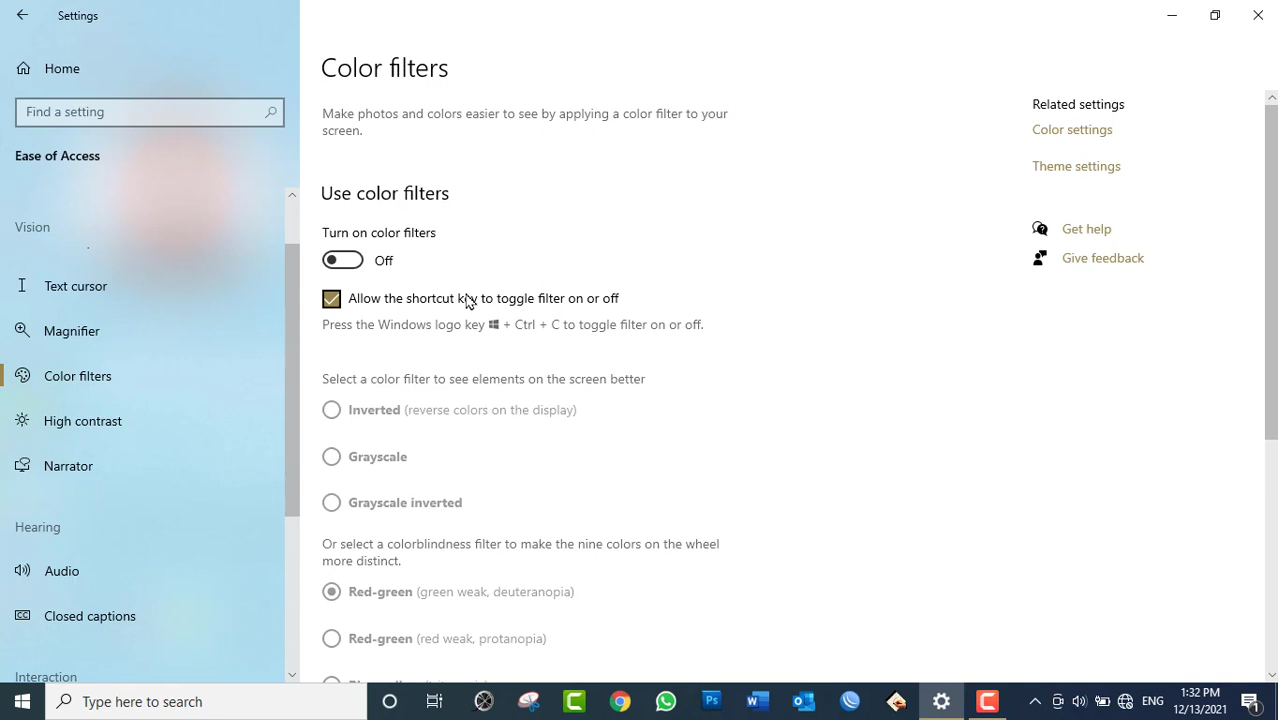 Settings
Home
Find a setting
Ease of Access
Vision
Text cursor
Magnifier
Color filters
High contrast
Narrator
Hearing
Audio
Closed captions
Interaction
Color filters
Make photos and colors easier to see by applying a color filter to your
screen.
Use color filters
Turn on color filters
Off
Allow the shortcut key to toggle filter on or off
Press the Windows logo key + Ctrl + C to toggle filter on or off.
Select a color filter to see elements on the screen better
Inverted (reverse colors on the display)
Grayscale
Grayscale inverted
Or select a colorblindness filter to make the nine colors on the wheel
more distinct.
Red-green (green weak, deuteranopia)
Red-green (red weak, protanopia)
Related settings
Color settings
Theme settings
Get help
Give feedback
Type here to search
Ps
W
ENG
1:32 PM
12/13/2021
1